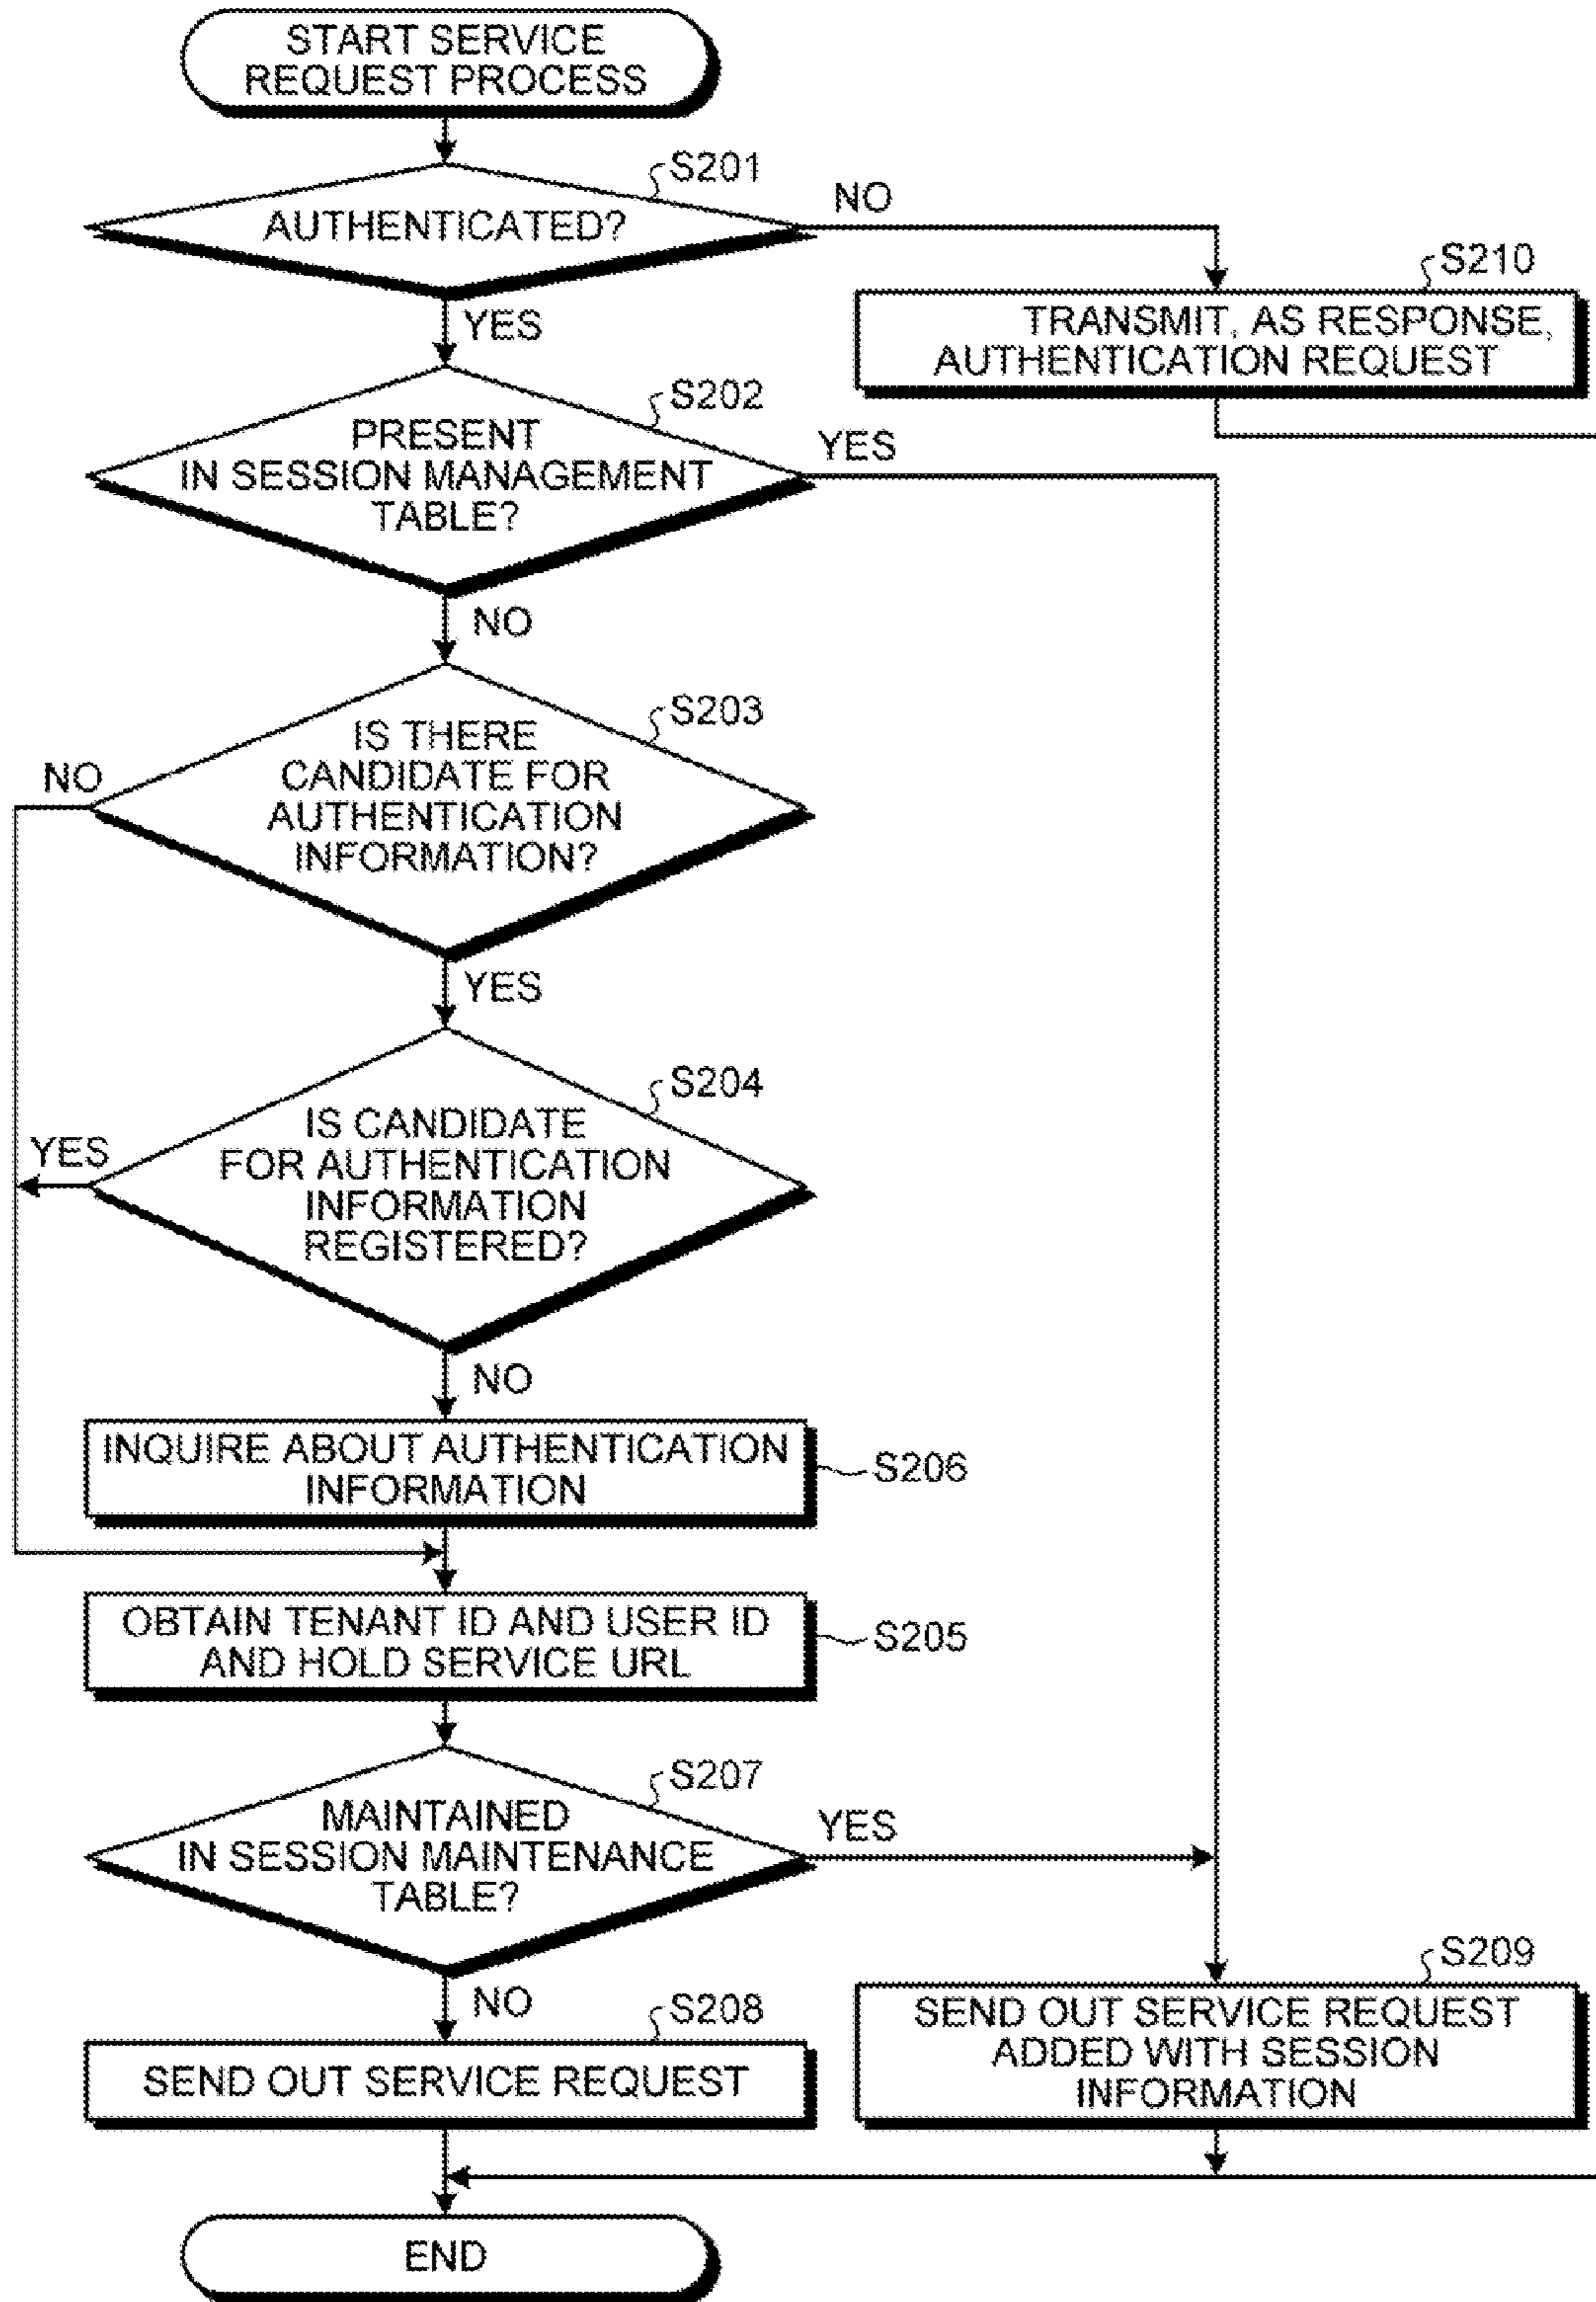 START SERVICE
REQUEST PROCESS
S201
AUTHENTICATED?
NO
S210
TRANSMIT, AS RESPONSE,
AUTHENTICATION REQUEST
YES
S202
PRESENT
IN SESSION MANAGEMENT
TABLE?
YES
NO
S203
IS THERE
CANDIDATE FOR
AUTHENTICATION
INFORMATION?
NO
YES
S204
IS CANDIDATE
FOR AUTHENTICATION
INFORMATION
REGISTERED?
YES
NO
INQUIRE ABOUT AUTHENTICATION
INFORMATION
S206
OBTAIN TENANT ID AND USER ID
AND HOLD SERVICE URL
S205
S207
MAINTAINED
IN SESSION MAINTENANCE
TABLE?
YES
NO
S208
SEND OUT SERVICE REQUEST
S209
SEND OUT SERVICE REQUEST
ADDED WITH SESSION
INFORMATION
END